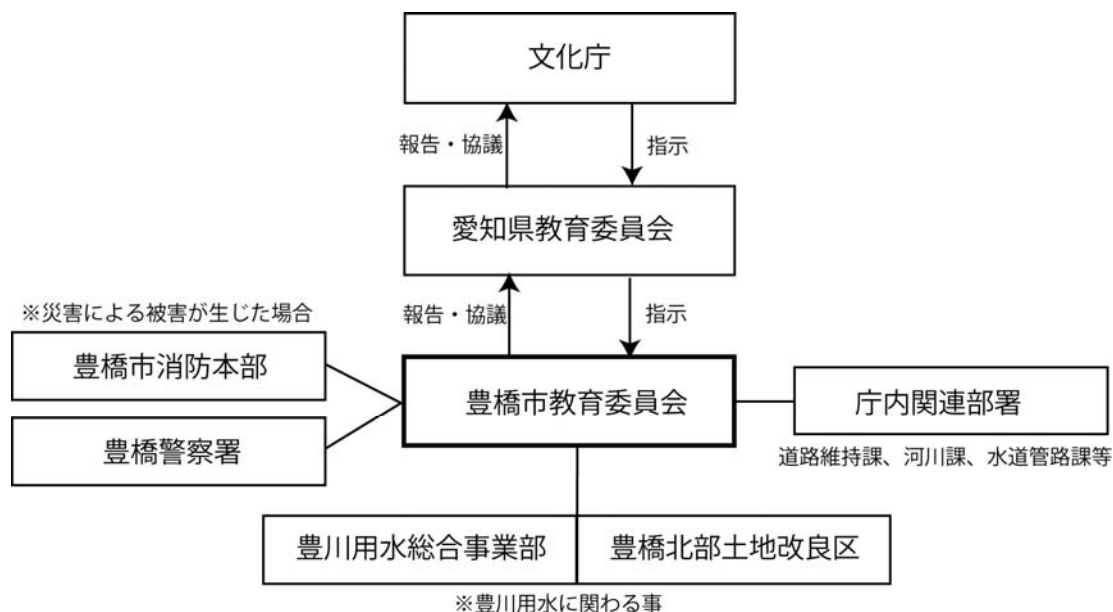 文化庁
報告・協議
指示
愛知県教育委員会
※災害による被害が生じた場合
報告・協議
指示
豊橋市消防本部
豊橋市教育委員会
庁内関連部署
豊橋警察署
道路維持課、河川課、水道管路課等
豊川用水総合事業部
豊橋北部土地改良区
※豊川用水に関わる事